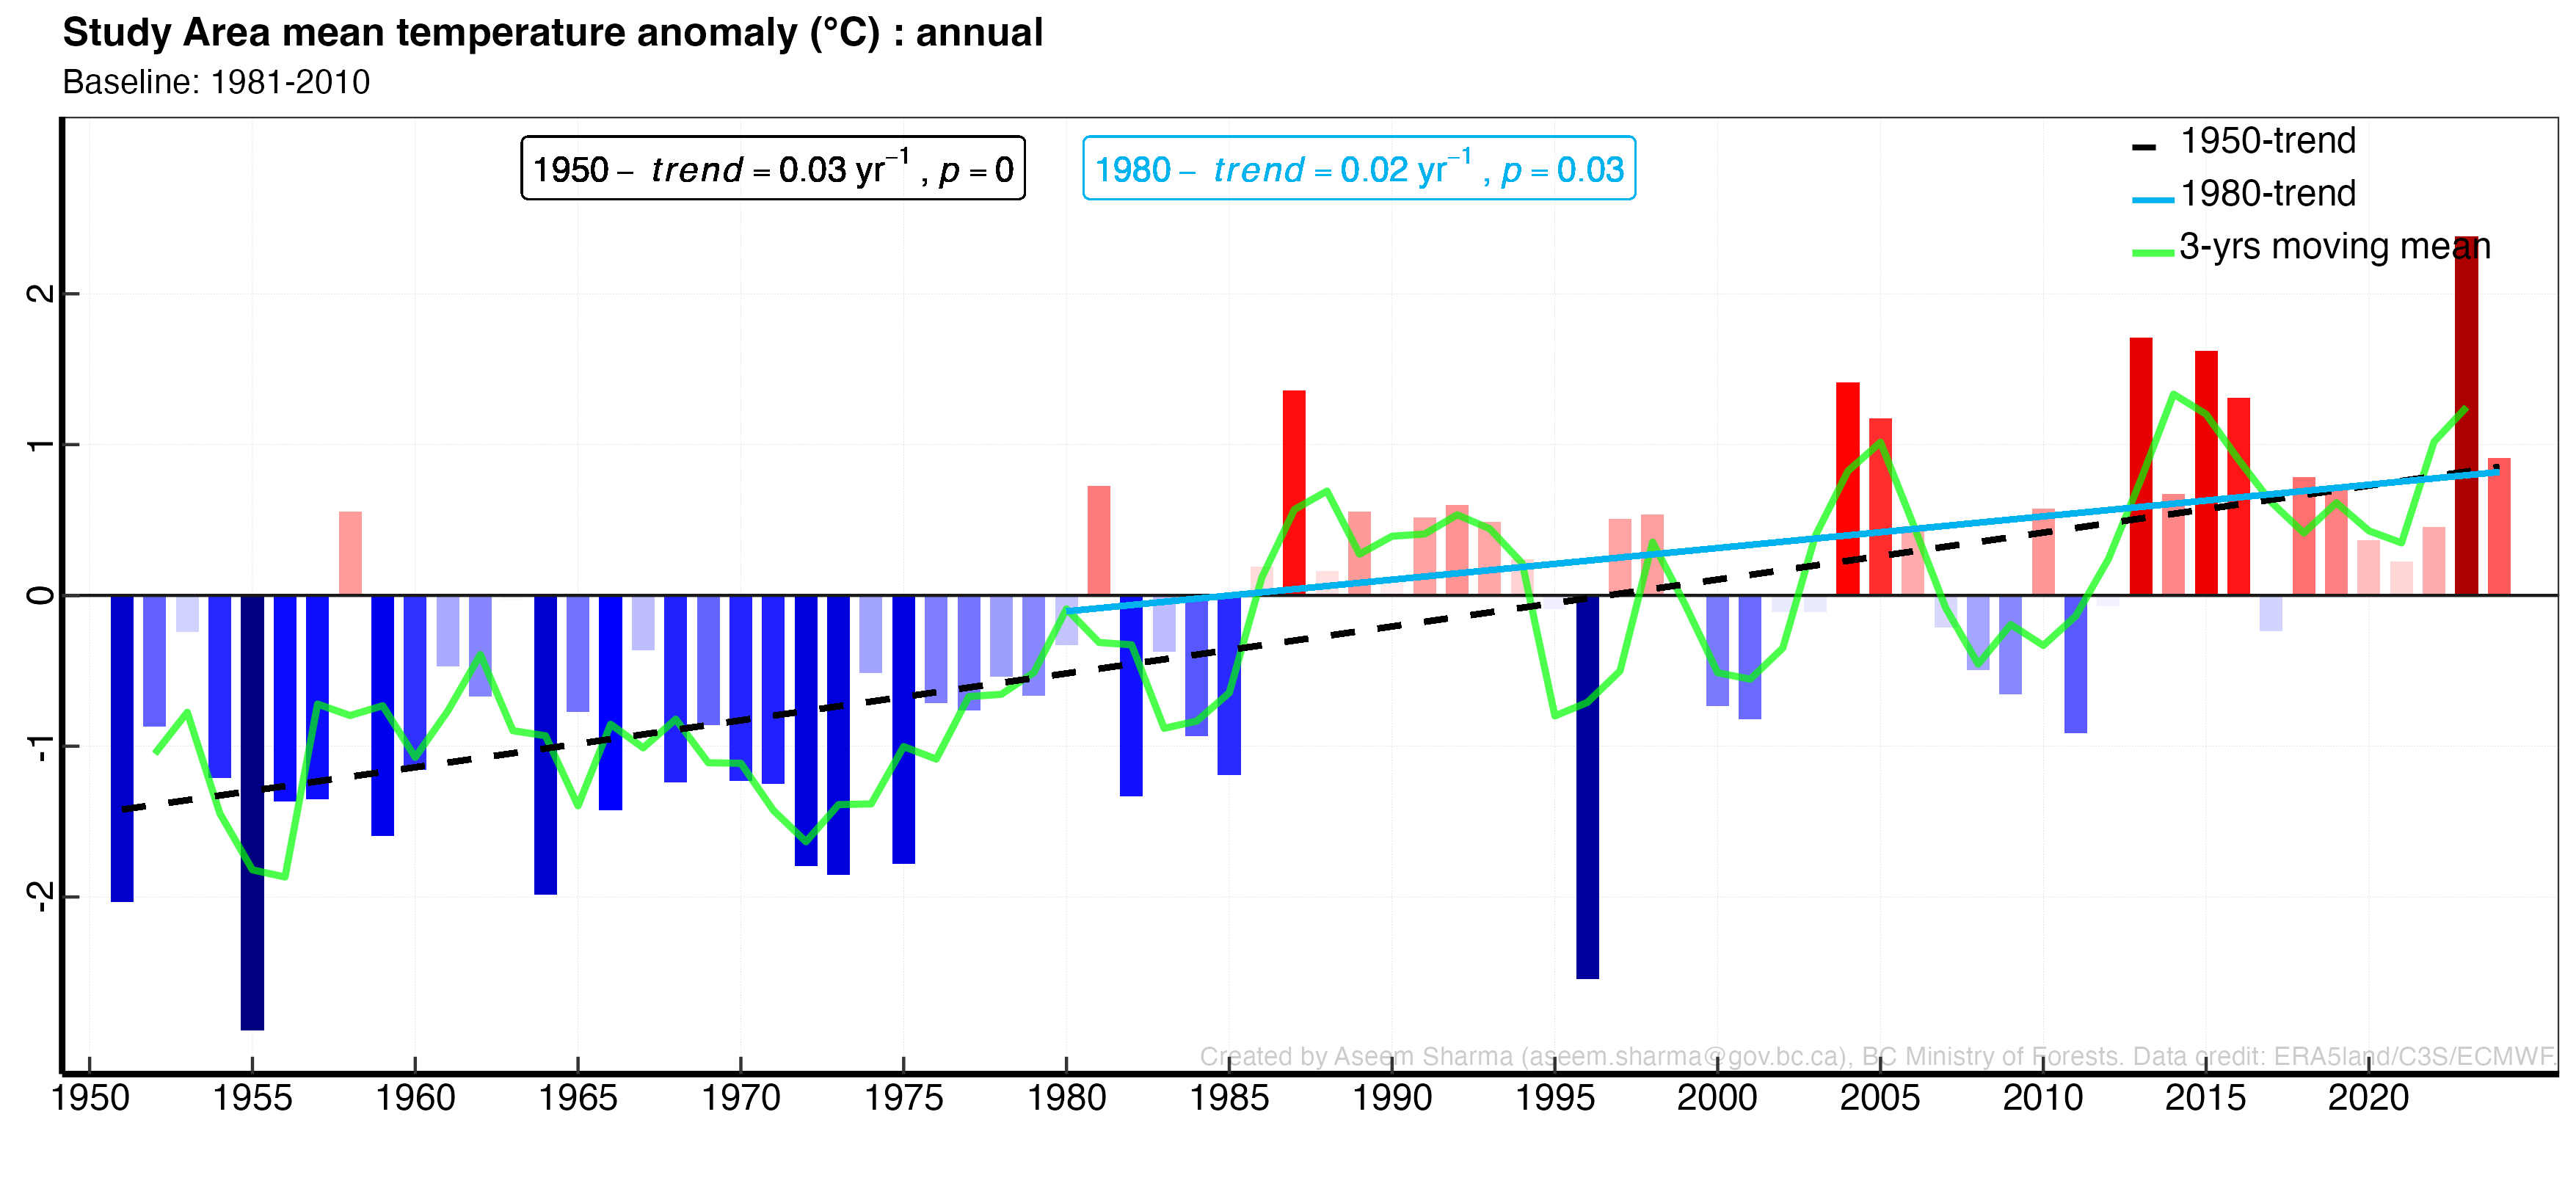 Study Area mean temperature anomaly (°C) : annual
Baseline: 1981-2010
1950 − trend = 0.03 yr⁻¹ , p = 0
1980 − trend = 0.02 yr⁻¹ , p = 0.03
1950-trend
1980-trend
3-yrs moving mean
2
1
0
-1
-2
Created by Aseem Sharma (aseem.sharma@gov.bc.ca), BC Ministry of Forests. Data credit: ERA5land/C3S/ECMWF.
1950 1955 1960 1965 1970 1975 1980 1985 1990 1995 2000 2005 2010 2015 2020